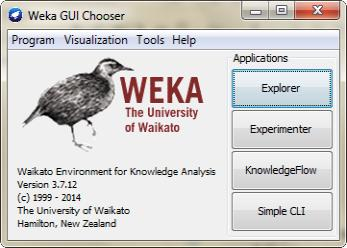 Weka GUI Chooser
Program Visualization Tools Help
WEKA
The University
of Waikato
Waikato Environment for Knowledge Analysis
Version 3.7.12
(c) 1999 - 2014
The University of Waikato
Hamilton, New Zealand
Applications
Explorer
Experimenter
KnowledgeFlow
Simple CLI